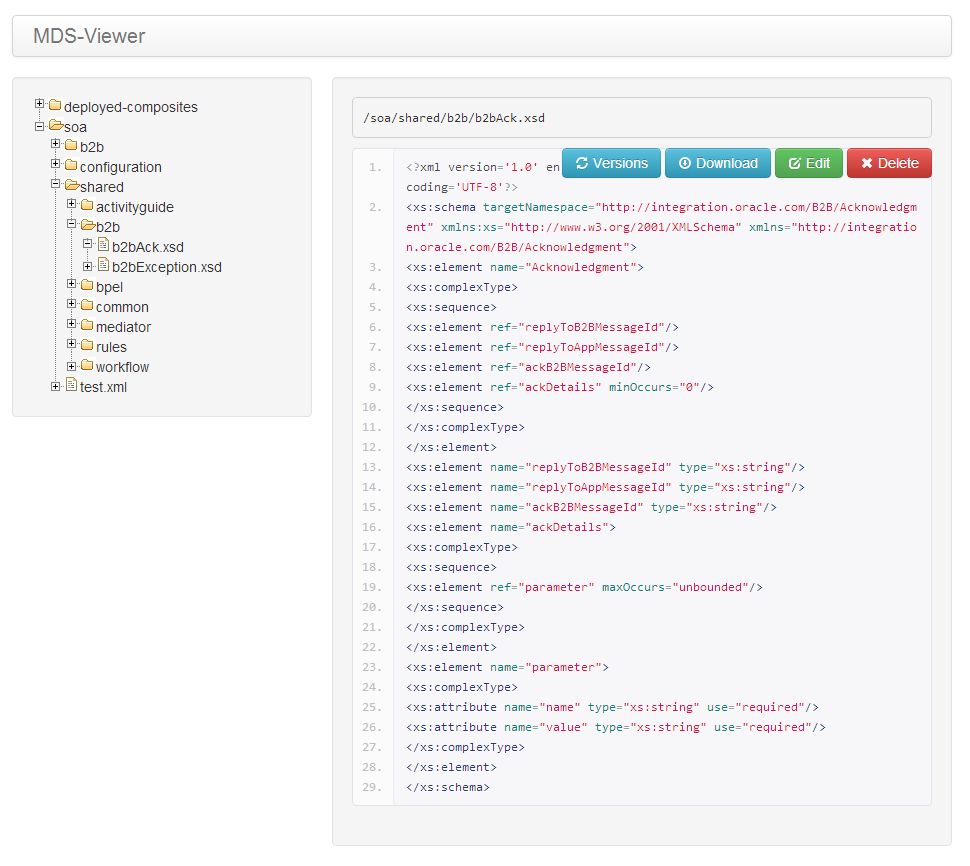 MDS-Viewer
deployed-composites
soa
b2b
configuration
shared
activityguide
b2b
b2bAck.xsd
b2bException.xsd
bpel
common
mediator
rules
workflow
test.xml
/soa/shared/b2b/b2bAck.xsd
Versions Download Edit Delete
1. <?xml version='1.0' en
coding='UTF-8'?>
2. <xs:schema targetNamespace="http://integration.oracle.com/B2B/Acknowledgm
ent" xmlns:xs="http://www.w3.org/2001/XMLSchema" xmlns="http://integratio
n.oracle.com/B2B/Acknowledgment">
3. <xs:element name="Acknowledgment">
4. <xs:complexType>
5. <xs:sequence>
6. <xs:element ref="replyToB2BMessageId"/>
7. <xs:element ref="replyToAppMessageId"/>
8. <xs:element ref="ackB2BMessageId"/>
9. <xs:element ref="ackDetails" minOccurs="0"/>
10. </xs:sequence>
11. </xs:complexType>
12. </xs:element>
13. <xs:element name="replyToB2BMessageId" type="xs:string"/>
14. <xs:element name="replyToAppMessageId" type="xs:string"/>
15. <xs:element name="ackB2BMessageId" type="xs:string"/>
16. <xs:element name="ackDetails">
17. <xs:complexType>
18. <xs:sequence>
19. <xs:element ref="parameter" maxOccurs="unbounded"/>
20. </xs:sequence>
21. </xs:complexType>
22. </xs:element>
23. <xs:element name="parameter">
24. <xs:complexType>
25. <xs:attribute name="name" type="xs:string" use="required"/>
26. <xs:attribute name="value" type="xs:string" use="required"/>
27. </xs:complexType>
28. </xs:element>
29. </xs:schema>